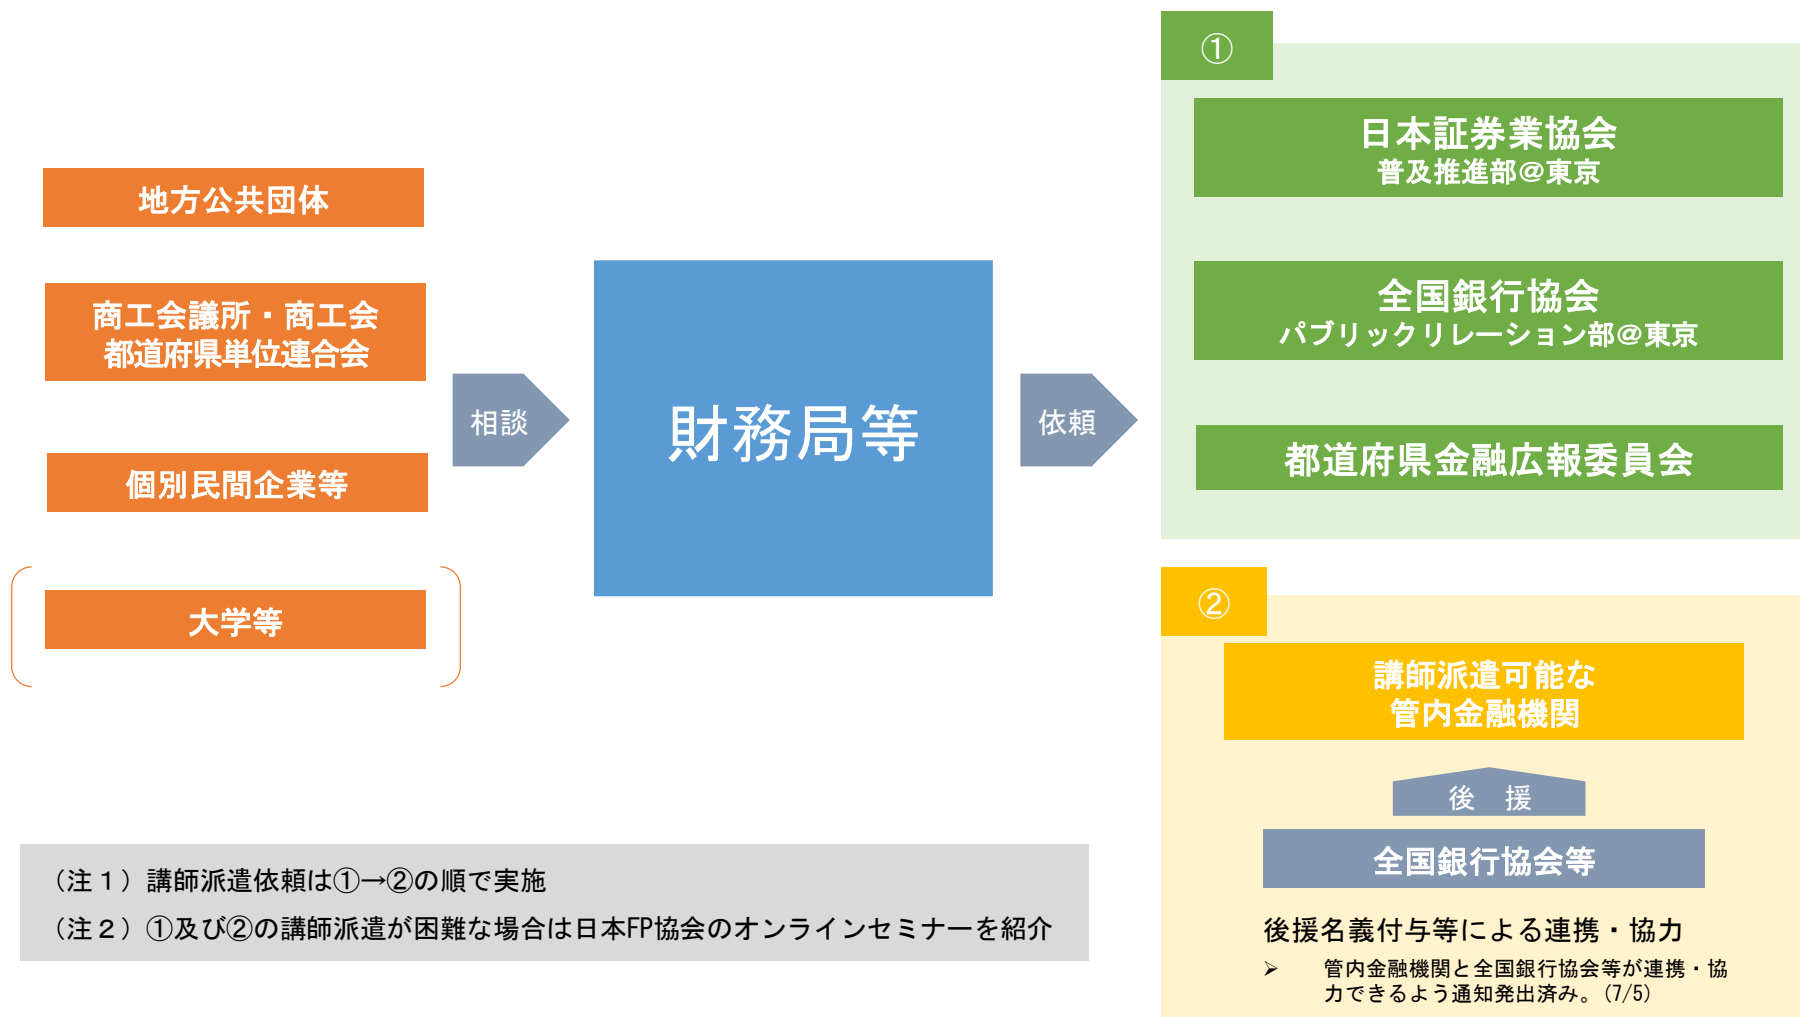 地方公共団体
商工会議所・商工会
都道府県単位連合会
個別民間企業等
大学等
相談
財務局等
依頼
①
日本証券業協会
普及推進部@東京
全国銀行協会
パブリックリレーション部@東京
都道府県金融広報委員会
②
講師派遣可能な
管内金融機関
後　援
全国銀行協会等
後援名義付与等による連携・協力
➢ 管内金融機関と全国銀行協会等が連携・協
力できるよう通知発出済み。(7/5)
（注１）講師派遣依頼は①→②の順で実施
（注２）①及び②の講師派遣が困難な場合は日本FP協会のオンラインセミナーを紹介